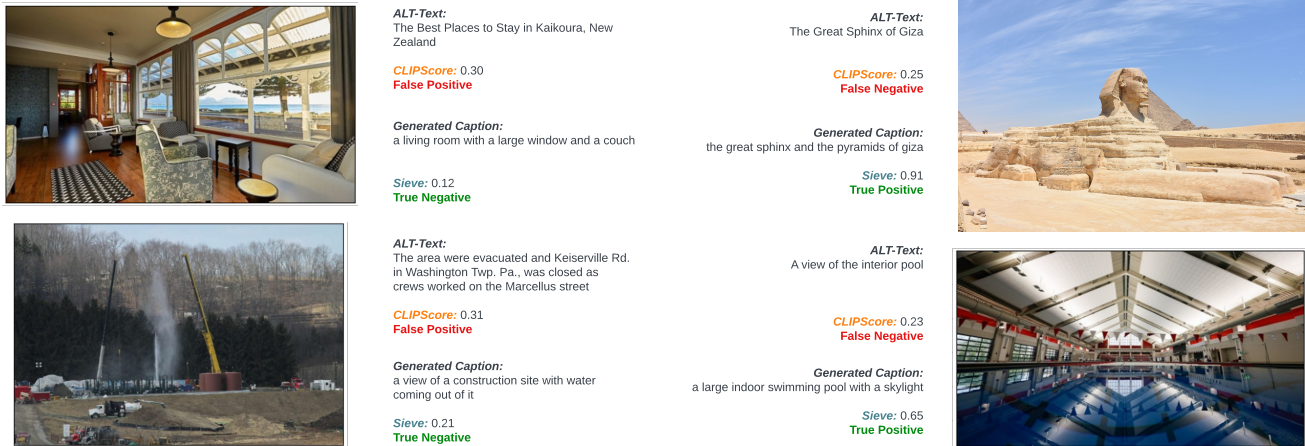 ALT-Text:
The Best Places to Stay in Kaikoura, New
Zealand
CLIPScore: 0.30
False Positive
Generated Caption:
a living room with a large window and a couch
Sieve: 0.12
True Negative
ALT-Text:
The Great Sphinx of Giza
CLIPScore: 0.25
False Negative
Generated Caption:
the great sphinx and the pyramids of giza
Sieve: 0.91
True Positive
ALT-Text:
The area were evacuated and Keiserville Rd.
in Washington Twp. Pa., was closed as
crews worked on the Marcellus street
CLIPScore: 0.31
False Positive
Generated Caption:
a view of a construction site with water
coming out of it
Sieve: 0.21
True Negative
ALT-Text:
A view of the interior pool
CLIPScore: 0.23
False Negative
Generated Caption:
a large indoor swimming pool with a skylight
Sieve: 0.65
True Positive